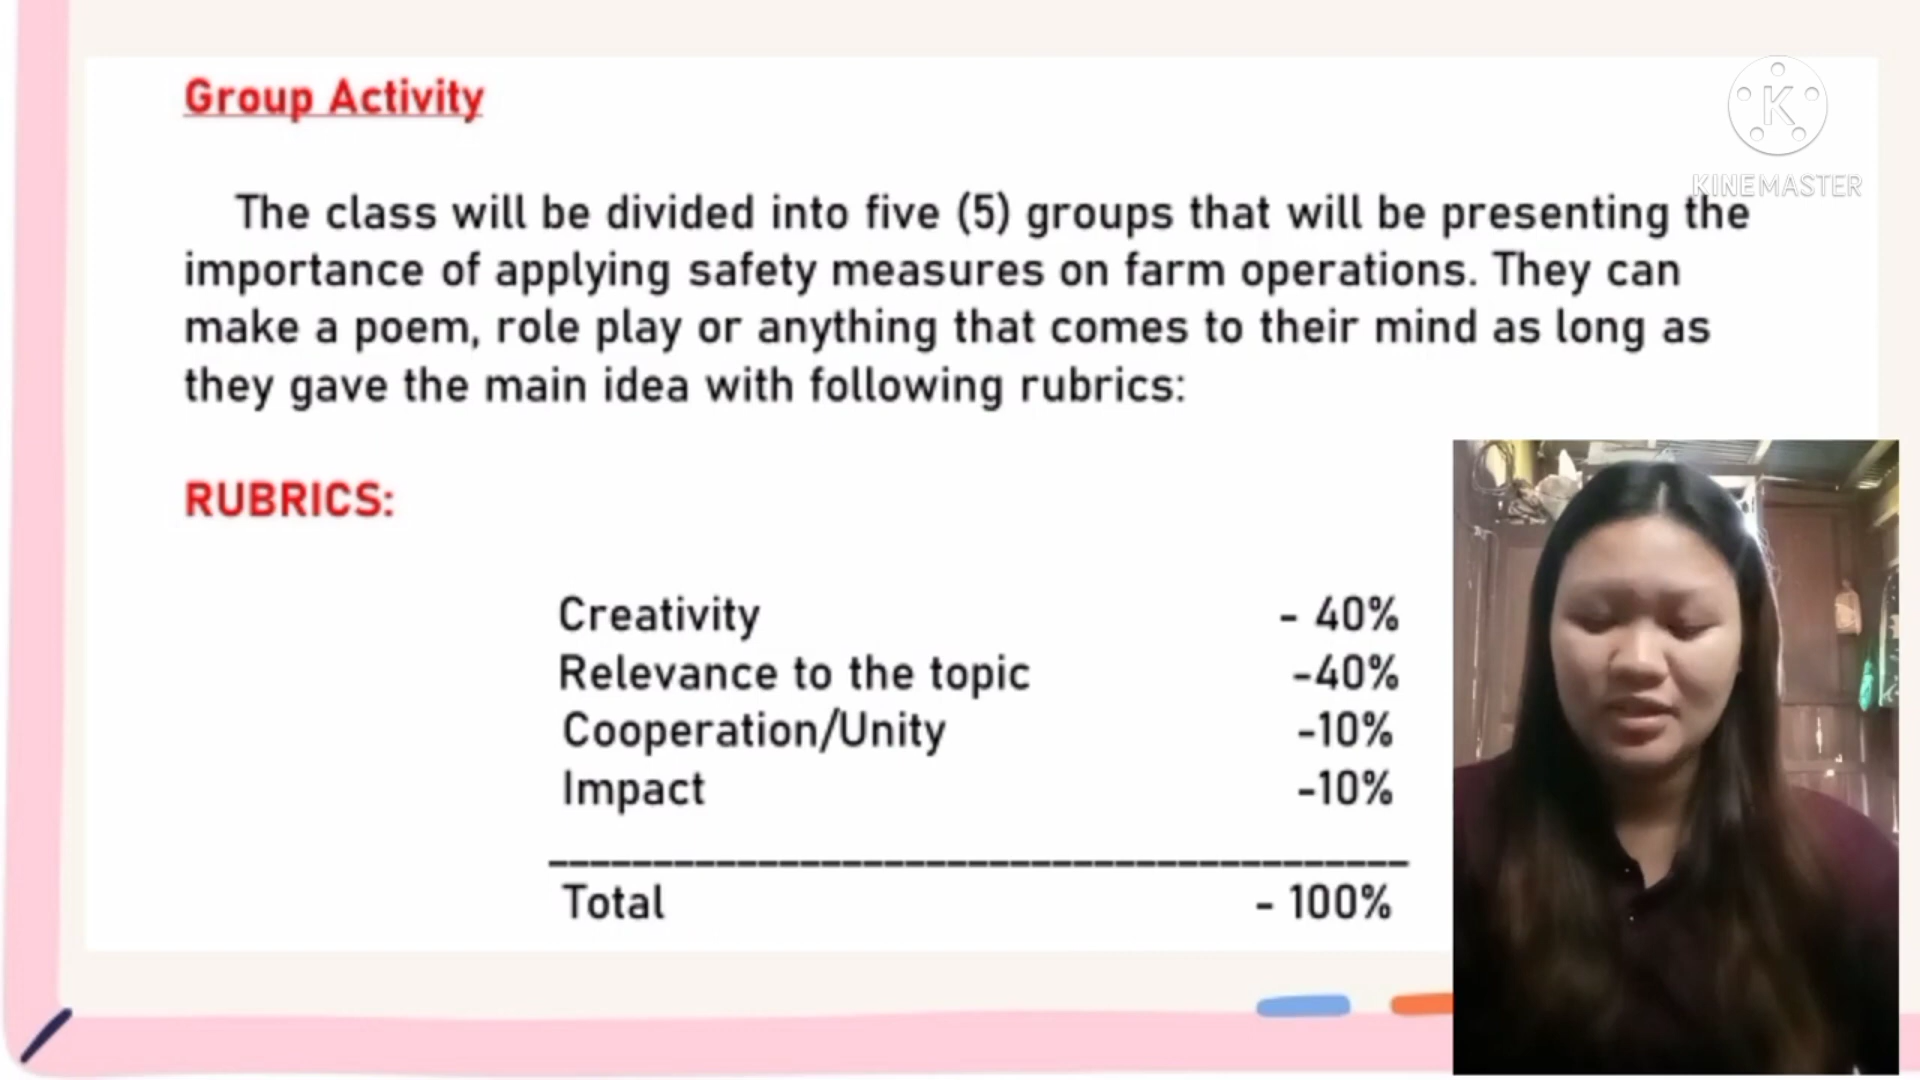 Group Activity
K
KINEMASTER
The class will be divided into five (5) groups that will be presenting the
importance of applying safety measures on farm operations. They can
make a poem, role play or anything that comes to their mind as long as
they gave the main idea with following rubrics:
RUBRICS:
Creativity - 40%
Relevance to the topic -40%
Cooperation/Unity -10%
Impact -10%
Total - 100%